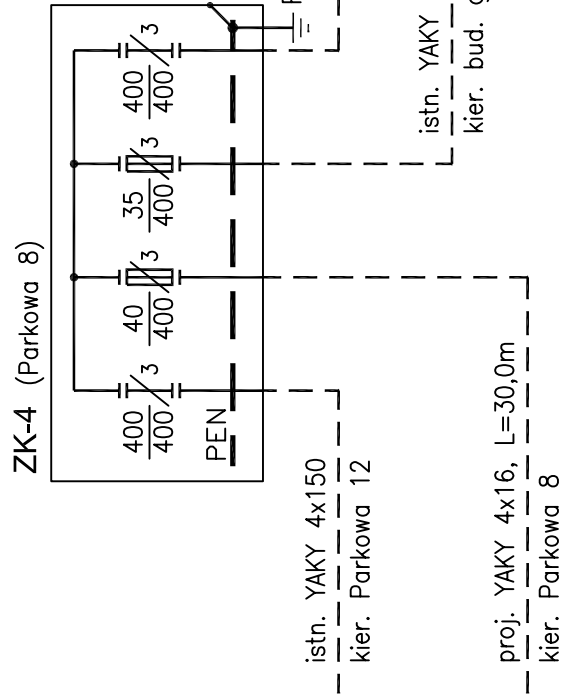 ZK-4 (Parkowa 8)
3 3 3 3
400 40 35 400
400 400 400 400
PEN
istn. YAKY 4x150
kier. Parkowa 12
istn. YAKY
kier. bud.
proj. YAKY 4x16, L=30,0m
kier. Parkowa 8